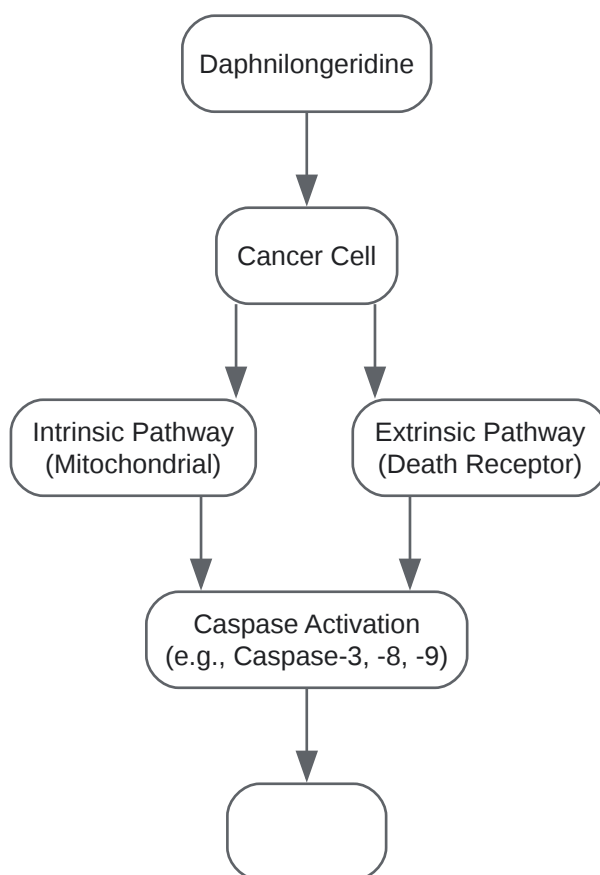 Daphnilongeridine
Cancer Cell
Intrinsic Pathway
(Mitochondrial)
Extrinsic Pathway
(Death Receptor)
Caspase Activation
(e.g., Caspase-3, -8, -9)